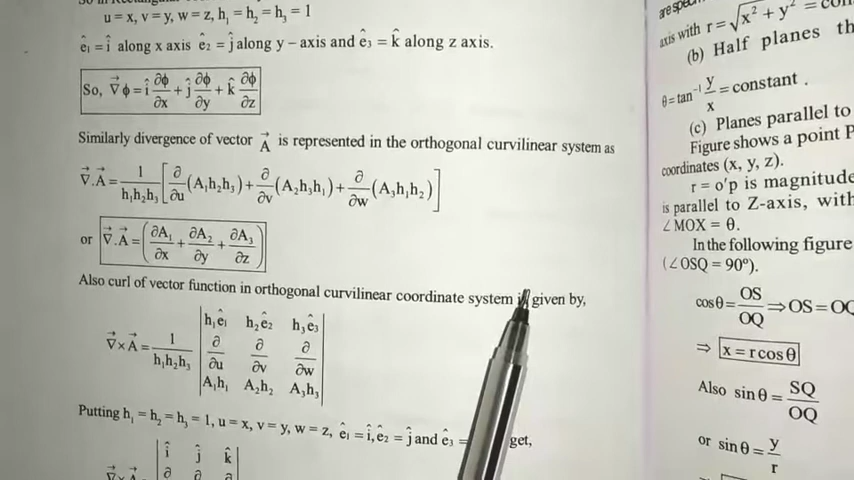 u = x, v = y, w = z, h₁ = h₂ = h₃ = 1
ê₁ = î along x axis ê₂ = ĵ along y – axis and ê₃ = k̂ along z axis.
So, ∇⃗ϕ = î ∂ϕ/∂x + ĵ ∂ϕ/∂y + k̂ ∂ϕ/∂z
Similarly divergence of vector A⃗ is represented in the orthogonal curvilinear system as
∇⃗.A⃗ = 1/h₁h₂h₃ [∂/∂u (A₁h₂h₃) + ∂/∂v (A₂h₃h₁) + ∂/∂w (A₃h₁h₂)]
or ∇⃗.A⃗ = (∂A₁/∂x + ∂A₂/∂y + ∂A₃/∂z)
Also curl of vector function in orthogonal curvilinear coordinate system given by,
∇⃗×A⃗ = 1/h₁h₂h₃ | h₁ê₁ h₂ê₂ h₃ê₃ |
| ∂/∂u ∂/∂v ∂/∂w |
| A₁h₁ A₂h₂ A₃h₃ |
Putting h₁ = h₂ = h₃ = 1, u = x, v = y, w = z, ê₁ = î, ê₂ = ĵ and ê₃ = get,
î ĵ k̂
∇⃗×A⃗ = ∂ ∂ ∂
axis with r = √x² + y² =
(b) Half planes th
θ = tan⁻¹ y/x = constant .
(c) Planes parallel to
Figure shows a point P
coordinates (x, y, z).
r = o'p is magnitude
is parallel to Z-axis, with
∠MOX = θ.
In the following figure
(∠OSQ = 90º).
cosθ = OS/OQ ⇒ OS = OQ
⇒ x = r cos θ
Also sin θ = SQ/OQ
or sin θ = y/r